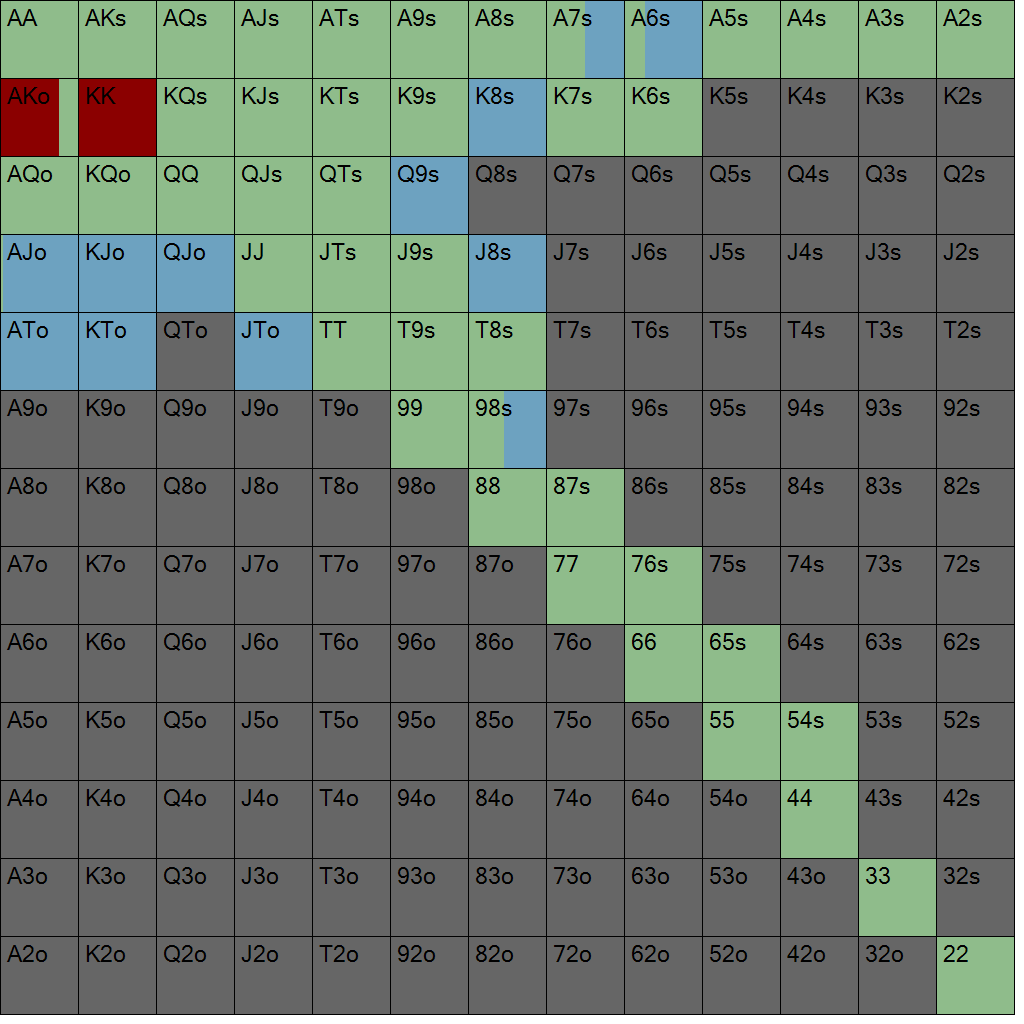 AA AKs AQs AJs ATs A9s A8s A7s A6s A5s A4s A3s A2s
AKo KK KQs KJs KTs K9s K8s K7s K6s K5s K4s K3s K2s
AQo KQo QQ QJs QTs Q9s Q8s Q7s Q6s Q5s Q4s Q3s Q2s
AJo KJo QJo JJ JTs J9s J8s J7s J6s J5s J4s J3s J2s
ATo KTo QTo JTo TT T9s T8s T7s T6s T5s T4s T3s T2s
A9o K9o Q9o J9o T9o 99 98s 97s 96s 95s 94s 93s 92s
A8o K8o Q8o J8o T8o 98o 88 87s 86s 85s 84s 83s 82s
A7o K7o Q7o J7o T7o 97o 87o 77 76s 75s 74s 73s 72s
A6o K6o Q6o J6o T6o 96o 86o 76o 66 65s 64s 63s 62s
A5o K5o Q5o J5o T5o 95o 85o 75o 65o 55 54s 53s 52s
A4o K4o Q4o J4o T4o 94o 84o 74o 64o 54o 44 43s 42s
A3o K3o Q3o J3o T3o 93o 83o 73o 63o 53o 43o 33 32s
A2o K2o Q2o J2o T2o 92o 82o 72o 62o 52o 42o 32o 22